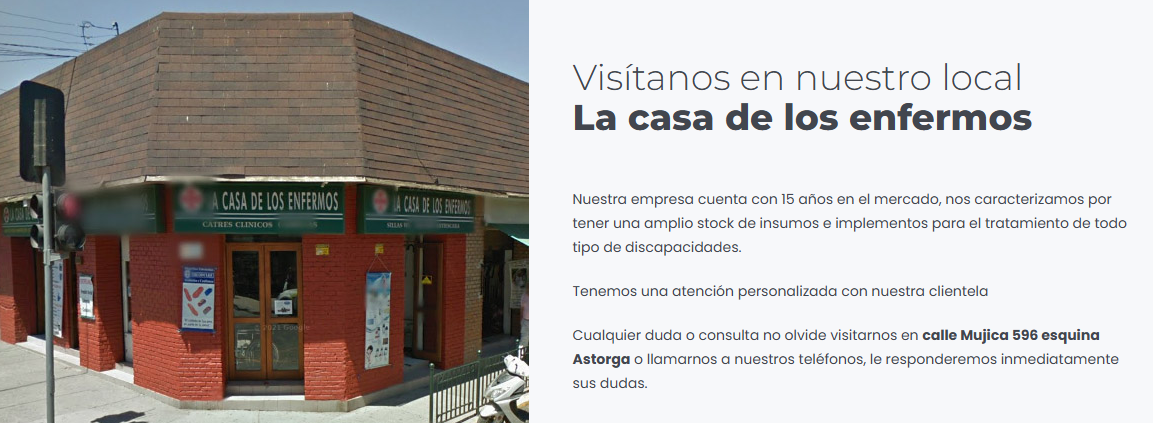 LA CASA DE LOS ENFERMOS
CATRES CLINICOS
LA CASA DE LOS ENFERMOS
SILLAS
Visítanos en nuestro local
La casa de los enfermos
Nuestra empresa cuenta con 15 años en el mercado, nos caracterizamos por
tener una amplio stock de insumos e implementos para el tratamiento de todo
tipo de discapacidades.
Tenemos una atención personalizada con nuestra clientela
Cualquier duda o consulta no olvide visitarnos en calle Mujica 596 esquina
Astorga o llamarnos a nuestros teléfonos, le responderemos inmediatamente
sus dudas.